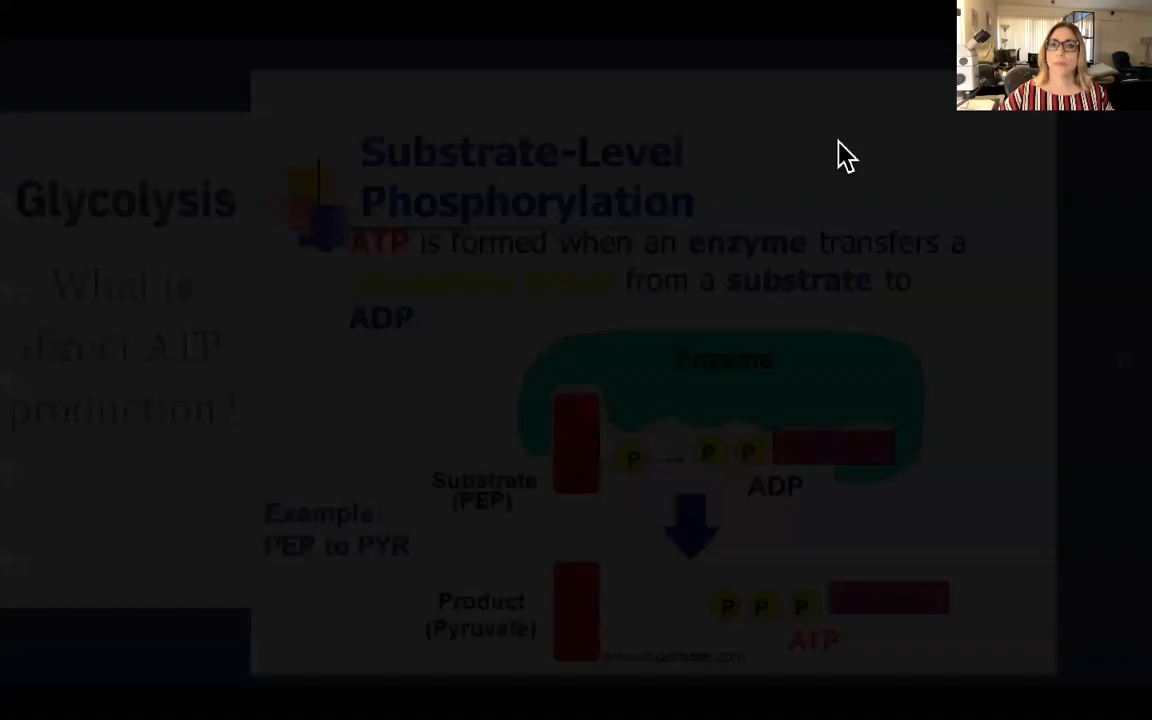 Glycolysis
What is
direct ATP
production?
Substrate-Level
Phosphorylation
ATP is formed when an enzyme transfers a
from a substrate to
ADP.
Enzyme
P → P P
Substrate
(PEP)
ADP
Example:
PEP to PYR
Product
(Pyruvate)
P P P
ATP